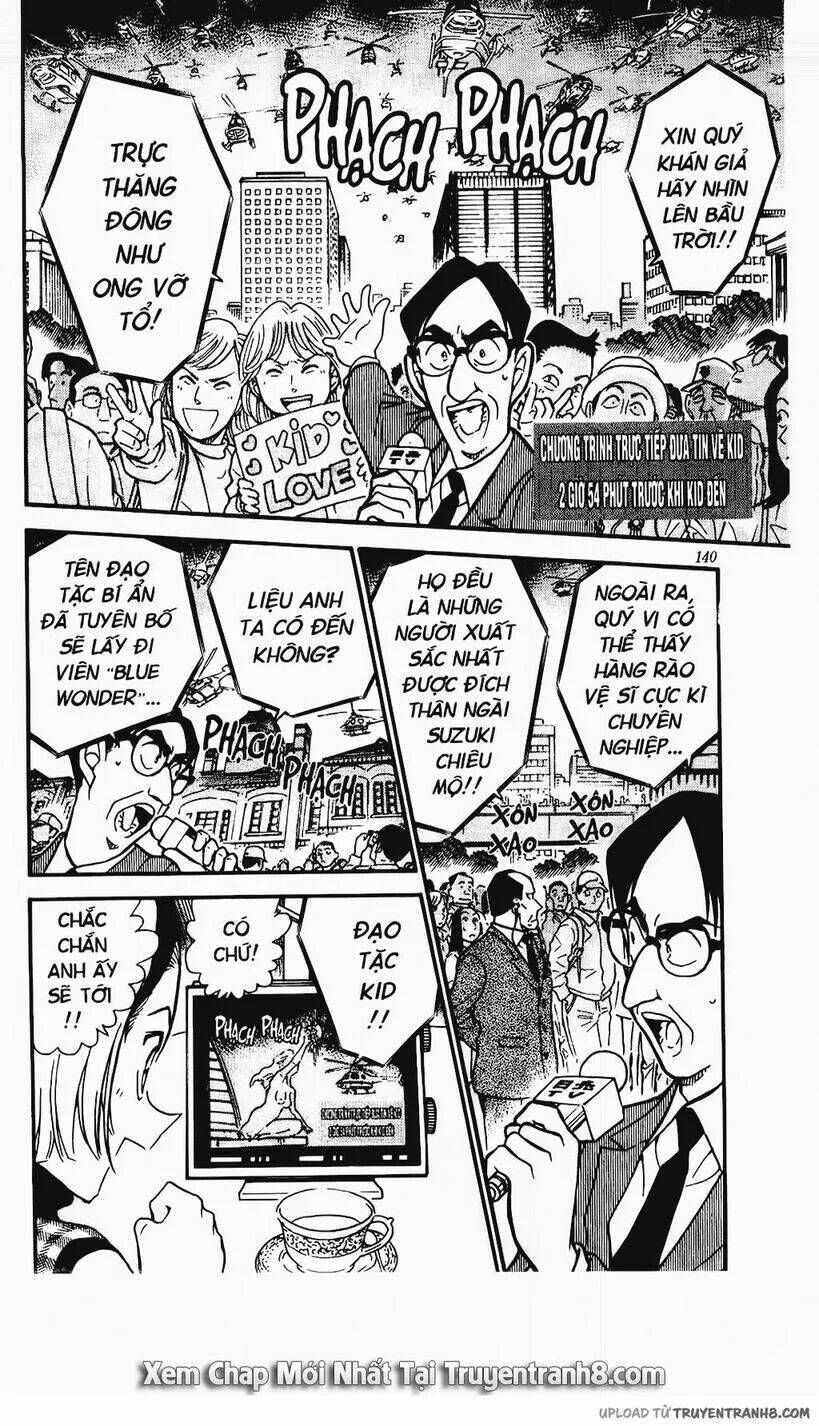 XIN QUÝ
KHÁN GIẢ
HÃY NHÌN
LÊN BẦU
TRỜI!!
PHẠCH PHẠCH
TRỰC
THĂNG
ĐÔNG
NHƯ
ONG VỠ
TỔ!
KID
LOVE
TV
CHƯƠNG TRÌNH TRỰC TIẾP ĐƯA TIN VỀ KID
2 GIỜ 54 PHÚT TRƯỚC KHI KID ĐẾN
140
NGOÀI RA,
QUÝ VỊ CÓ
THỂ THẤY
HÀNG RÀO
VỆ SĨ CỰC KÌ
CHUYÊN
NGHIỆP...
HỌ ĐỀU
LÀ NHỮNG
NGƯỜI XUẤT
SẮC NHẤT
ĐƯỢC ĐÍCH
THÂN NGÀI
SUZUKI
CHIÊU
MỘ!!
XÔN
XAO
XÔN
XAO
日売
TV
TÊN ĐẠO
TẶC BÍ ẨN
ĐÃ TUYÊN BỐ
SẼ LẤY ĐI
VIÊN "BLUE
WONDER"...
LIỆU ANH
TA CÓ ĐẾN
KHÔNG?
PHẠCH
PHẠCH
ĐẠO
TẶC
KID
!!
CÓ
CHỨ!
CHẮC
CHẮN
ANH ẤY
SẼ TỚI
!!
PHẠCH PHẠCH
Xem Chap Mới Nhất Tại Truyentranh8.com
UPLOAD TỪ TRUYENTRANH8.COM